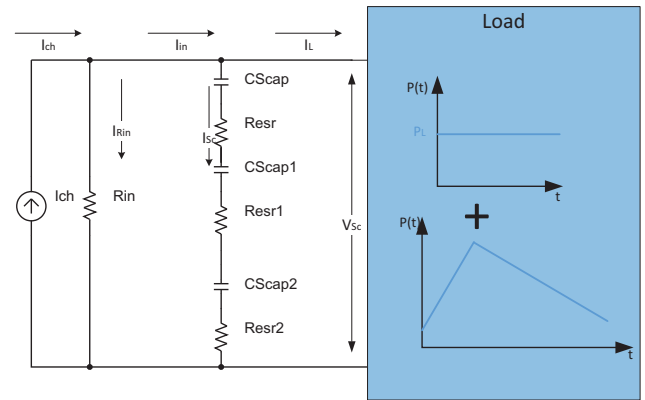 Load
Ich
Iin
IL
CScap
P(t)
IRin
Resr
PL
ISc
CScap1
t
Ich
Rin
Resr1
VSc
P(t)
+
CScap2
Resr2
t